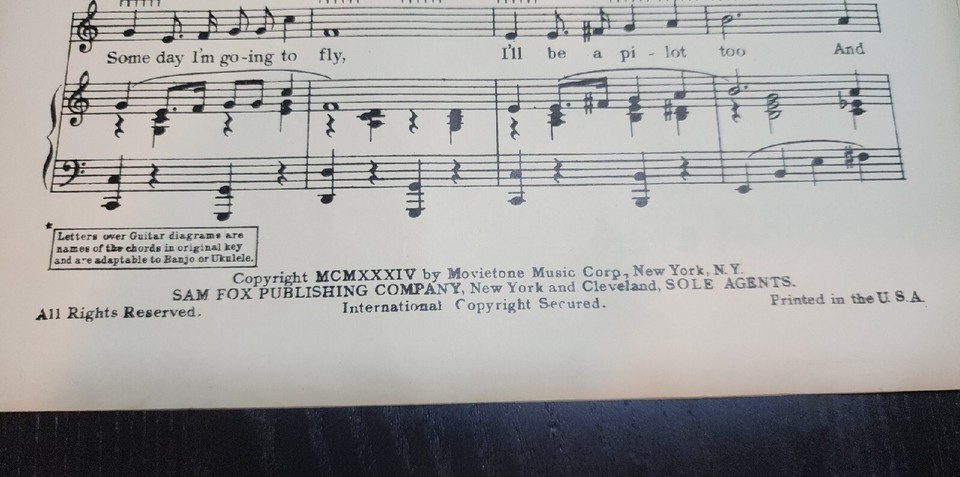 Some day I'm go-ing to fly, I'll be a pi - lot too And
*
Letters over Guitar diagrams are
names of the chords in original key
and are adaptable to Banjo or Ukulele.
Copyright MCMXXXIV by Movietone Music Corp., New York, N.Y.
SAM FOX PUBLISHING COMPANY, New York and Cleveland, SOLE AGENTS.
All Rights Reserved. International Copyright Secured. Printed in the U.S.A.